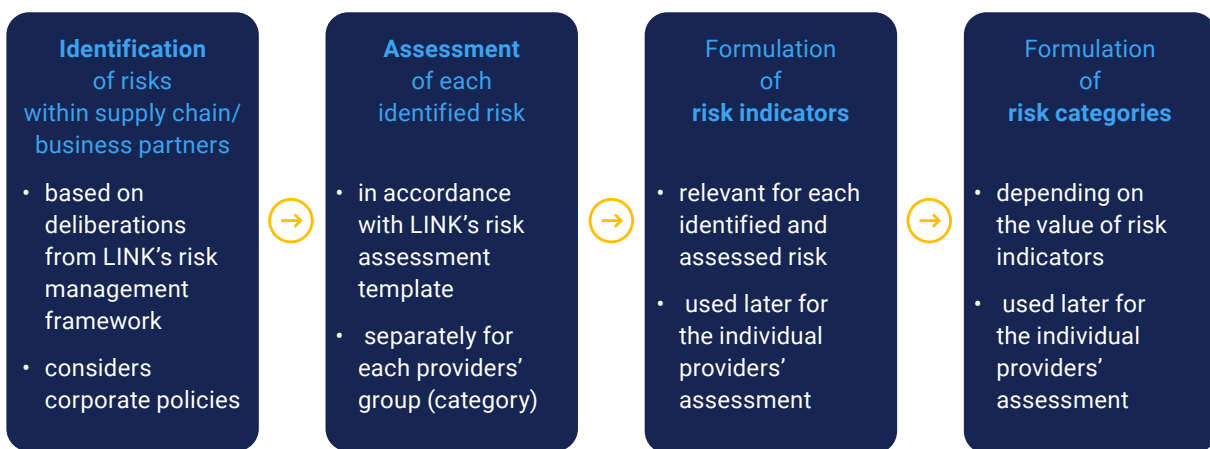 Identification
of risks
within supply chain/
business partners
• based on
deliberations
from LINK's risk
management
framework
• considers
corporate policies
Assessment
of each
identified risk
• in accordance
with LINK's risk
assessment
template
• separately for
each providers'
group (category)
Formulation
of
risk indicators
• relevant for each
identified and
assessed risk
• used later for
the individual
providers'
assessment
Formulation
of
risk categories
• depending on
the value of risk
indicators
• used later for
the individual
providers'
assessment